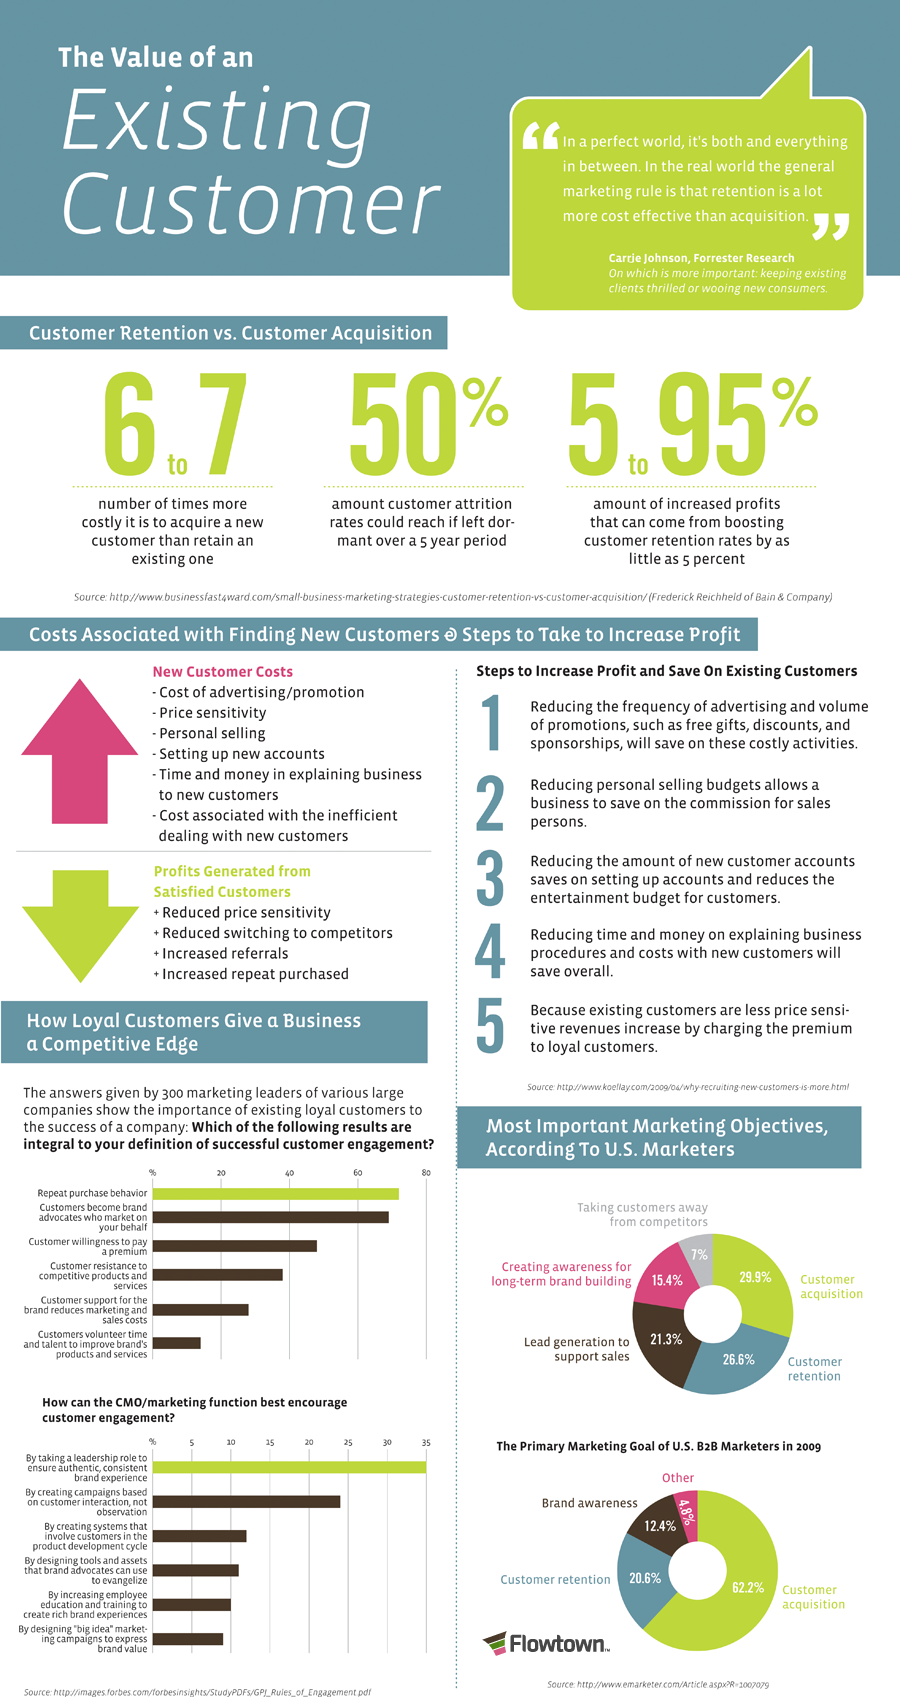 The Value of an
Existing
Customer
“ In a perfect world, it's both and everything
in between. In the real world the general
marketing rule is that retention is a lot
more cost effective than acquisition. ”
Carrie Johnson, Forrester Research
On which is more important: keeping existing
clients thrilled or wooing new consumers.
Customer Retention vs. Customer Acquisition
6 to 7
number of times more
costly it is to acquire a new
customer than retain an
existing one
50%
amount customer attrition
rates could reach if left dor-
mant over a 5 year period
5 to 95%
amount of increased profits
that can come from boosting
customer retention rates by as
little as 5 percent
Source: http://www.businessfast4ward.com/small-business-marketing-strategies-customer-retention-vs-customer-acquisition/ (Frederick Reichheld of Bain & Company)
Costs Associated with Finding New Customers & Steps to Take to Increase Profit
New Customer Costs
- Cost of advertising/promotion
- Price sensitivity
- Personal selling
- Setting up new accounts
- Time and money in explaining business
to new customers
- Cost associated with the inefficient
dealing with new customers
Profits Generated from
Satisfied Customers
+ Reduced price sensitivity
+ Reduced switching to competitors
+ Increased referrals
+ Increased repeat purchased
Steps to Increase Profit and Save On Existing Customers
1
Reducing the frequency of advertising and volume
of promotions, such as free gifts, discounts, and
sponsorships, will save on these costly activities.
2
Reducing personal selling budgets allows a
business to save on the commission for sales
persons.
3
Reducing the amount of new customer accounts
saves on setting up accounts and reduces the
entertainment budget for customers.
4
Reducing time and money on explaining business
procedures and costs with new customers will
save overall.
5
Because existing customers are less price sensi-
tive revenues increase by charging the premium
to loyal customers.
Source: http://www.koellay.com/2009/04/why-recruiting-new-customers-is-more.html
How Loyal Customers Give a Business
a Competitive Edge
The answers given by 300 marketing leaders of various large
companies show the importance of existing loyal customers to
the success of a company: Which of the following results are
integral to your definition of successful customer engagement?
% 20 40 60 80
Repeat purchase behavior
Customers become brand
advocates who market on
your behalf
Customer willingness to pay
a premium
Customer resistance to
competitive products and
services
Customer support for the
brand reduces marketing and
sales costs
Customers volunteer time
and talent to improve brand's
products and services
How can the CMO/marketing function best encourage
customer engagement?
% 5 10 15 20 25 30 35
By taking a leadership role to
ensure authentic, consistent
brand experience
By creating campaigns based
on customer interaction, not
observation
By creating systems that
involve customers in the
product development cycle
By designing tools and assets
that brand advocates can use
to evangelize
By increasing employee
education and training to
create rich brand experiences
By designing "big idea" market-
ing campaigns to express
brand value
Source: http://images.forbes.com/forbesinsights/StudyPDFs/GPJ_Rules_of_Engagement.pdf
Most Important Marketing Objectives,
According To U.S. Marketers
Taking customers away
from competitors
7%
Creating awareness for
long-term brand building
15.4%
29.9%
Customer
acquisition
Lead generation to
support sales
21.3%
26.6%
Customer
retention
The Primary Marketing Goal of U.S. B2B Marketers in 2009
Other
4.8%
Brand awareness
12.4%
Customer retention
20.6%
62.2%
Customer
acquisition
Flowtown™
Source: http://www.emarketer.com/Article.aspx?R=1007079